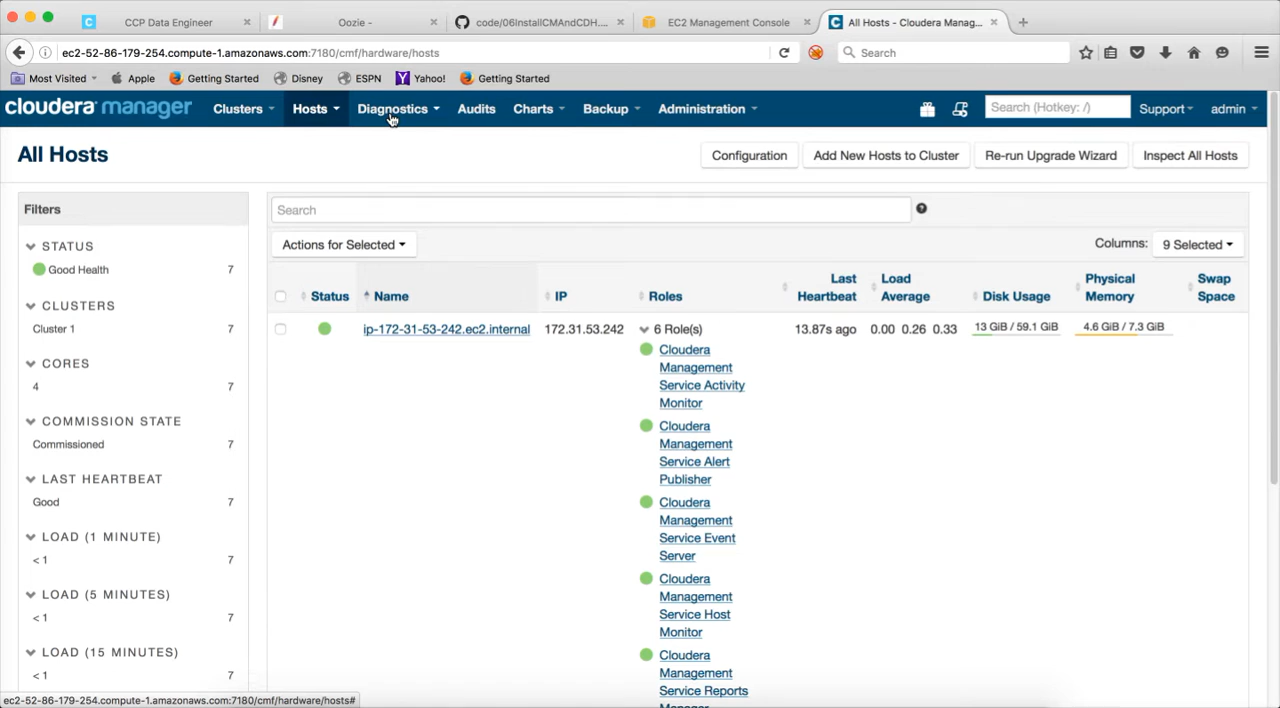 CCP Data Engineer
Oozie -
code/06InstallCMAndCDH....
EC2 Management Console
All Hosts - Cloudera Manag...
ec2-52-86-179-254.compute-1.amazonaws.com:7180/cmf/hardware/hosts
Search
Most Visited
Apple
Getting Started
Disney
ESPN
Yahoo!
Getting Started
cloudera manager
Clusters
Hosts
Diagnostics
Audits
Charts
Backup
Administration
Search (Hotkey: /)
Support
admin
All Hosts
Configuration
Add New Hosts to Cluster
Re-run Upgrade Wizard
Inspect All Hosts
Filters
STATUS
Good Health 7
CLUSTERS
Cluster 1 7
CORES
4 7
COMMISSION STATE
Commissioned 7
LAST HEARTBEAT
Good 7
LOAD (1 MINUTE)
< 1 7
LOAD (5 MINUTES)
< 1 7
LOAD (15 MINUTES)
< 1 7
Search
Actions for Selected
Columns: 9 Selected
Status
Name
IP
Roles
Last
Heartbeat
Load
Average
Disk Usage
Physical
Memory
Swap
Space
ip-172-31-53-242.ec2.internal
172.31.53.242
6 Role(s)
13.87s ago
0.00 0.26 0.33
13 GiB / 59.1 GiB
4.6 GiB / 7.3 GiB
Cloudera
Management
Service Activity
Monitor
Cloudera
Management
Service Alert
Publisher
Cloudera
Management
Service Event
Server
Cloudera
Management
Service Host
Monitor
Cloudera
Management
Service Reports
Manager
ec2-52-86-179-254.compute-1.amazonaws.com:7180/cmf/hardware/hosts#